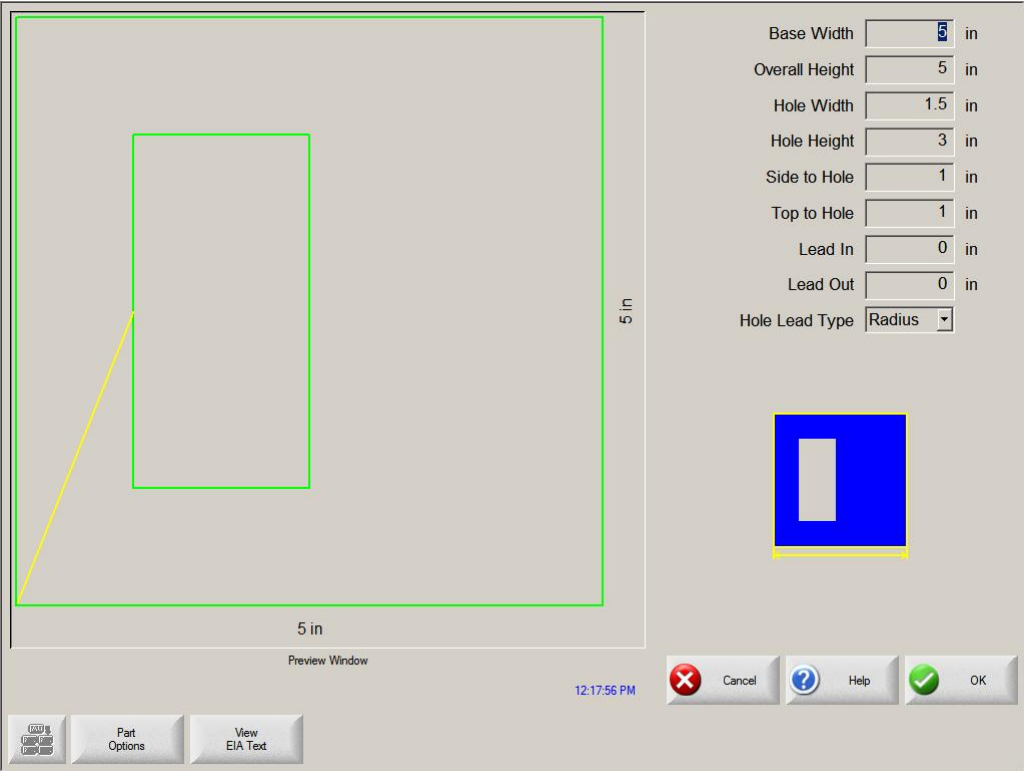 Base Width 5 in
Overall Height 5 in
Hole Width 1.5 in
Hole Height 3 in
Side to Hole 1 in
Top to Hole 1 in
Lead In 0 in
Lead Out 0 in
Hole Lead Type Radius
5 in
5 in
Preview Window
12:17:56 PM
Cancel
Help
OK
Part
Options
View
EIA Text